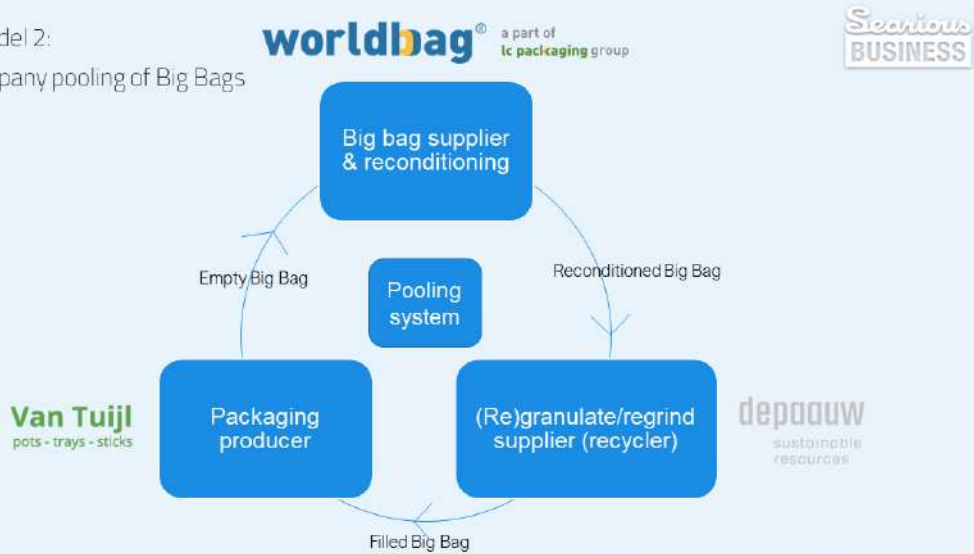 del 2:
pany pooling of Big Bags
worldbag®
a part of
lc packaging group
Searious
BUSINESS
Big bag supplier
& reconditioning
Empty Big Bag
Pooling
system
Reconditioned Big Bag
Van Tuijl
pots - trays - sticks
Packaging
producer
(Re)granulate/regrind
supplier (recycler)
depaauw
sustainable
resources
Filled Big Bag